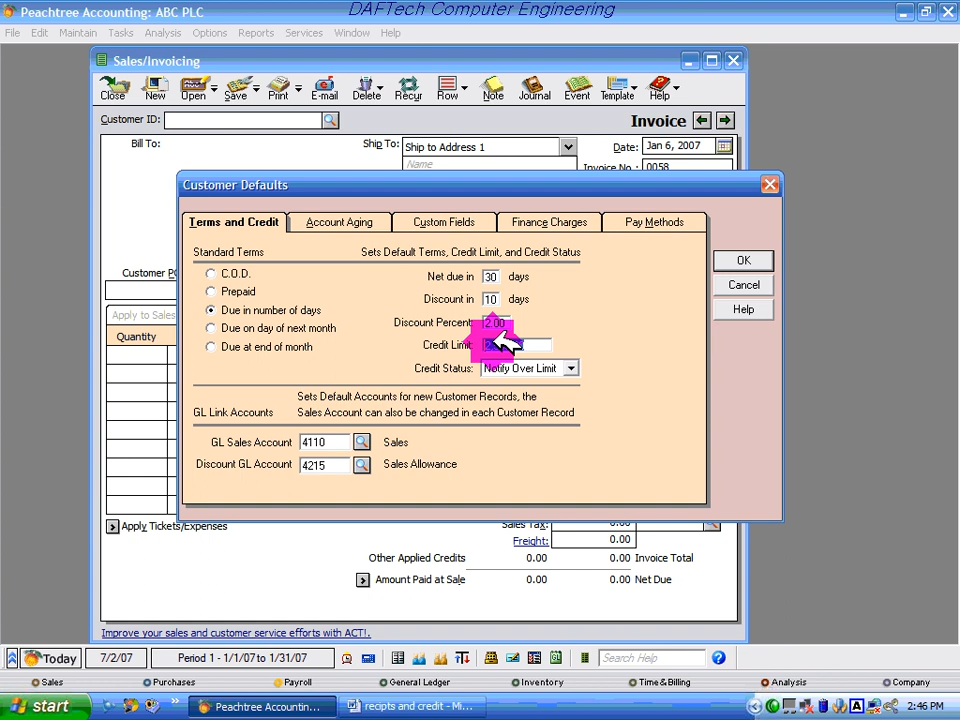 Peachtree Accounting: ABC PLC
DAFTech Computer Engineering
File Edit Maintain Tasks Analysis Options Reports Services Window Help
Sales/Invoicing
Close New Open Save Print E-mail Delete Recur Row Note Journal Event Template Help
Customer ID:
Invoice
Bill To:
Ship To: Ship to Address 1
Date: Jan 6, 2007
Name
Invoice No.: 0058
Customer Defaults
Terms and Credit Account Aging Custom Fields Finance Charges Pay Methods
Standard Terms
Sets Default Terms, Credit Limit, and Credit Status
C.O.D.
Prepaid
Due in number of days
Due on day of next month
Due at end of month
Net due in 30 days
Discount in 10 days
Discount Percent: 2.00
Credit Limit:
Credit Status: Notify Over Limit
OK
Cancel
Help
Sets Default Accounts for new Customer Records, the
GL Link Accounts Sales Account can also be changed in each Customer Record
GL Sales Account 4110 Sales
Discount GL Account 4215 Sales Allowance
Customer PO
Apply to Sales
Quantity
Apply Tickets/Expenses
Sales Tax: 0.00 0.00
Freight: 0.00
Other Applied Credits 0.00 0.00 Invoice Total
Amount Paid at Sale 0.00 0.00 Net Due
Improve your sales and customer service efforts with ACT!.
Today 7/2/07 Period 1 - 1/1/07 to 1/31/07 Search Help
Sales Purchases Payroll General Ledger Inventory Time & Billing Analysis Company
start Peachtree Accountin... recipts and credit - Mi... 2:46 PM